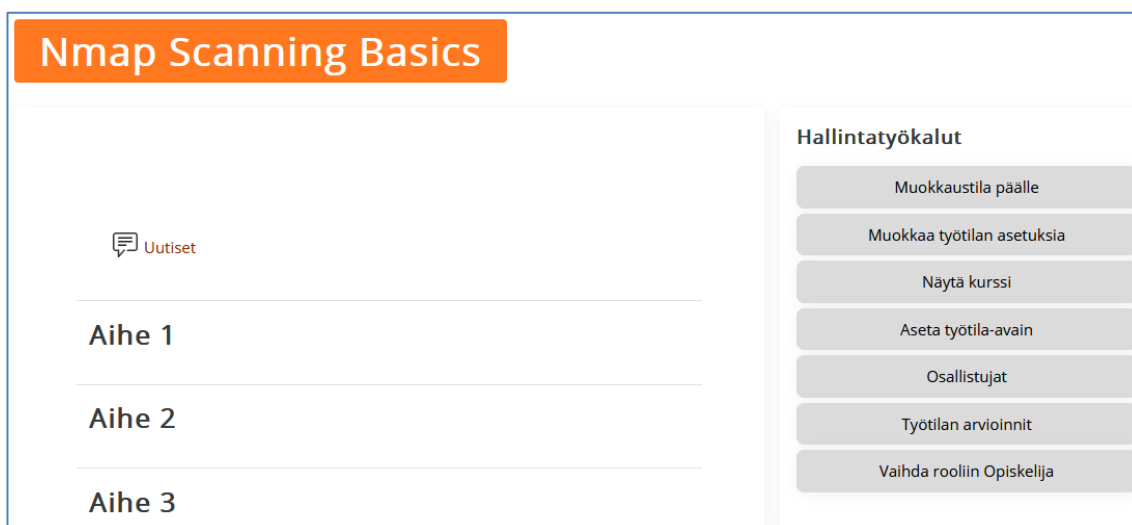 Nmap Scanning Basics
Uutiset
Aihe 1
Aihe 2
Aihe 3
Hallintatyökalut
Muokkaustila päälle
Muokkaa työtilan asetuksia
Näytä kurssi
Aseta työtila-avain
Osallistujat
Työtilan arvioinnit
Vaihda rooliin Opiskelija